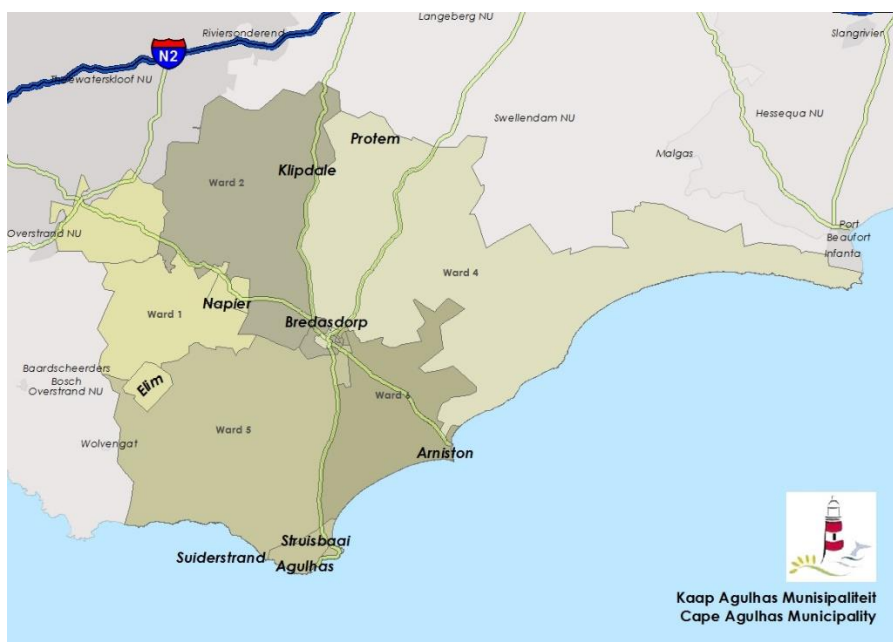 Langeberg NU
Riviersonderend
Slangrivier
N2
Theewaterskloof NU
Hessequa NU
Swellendam NU
Protem
Malgas
Klipdale
Ward 2
Port
Beaufort
Overstrand NU
Infanta
Ward 4
Napier
Ward 1
Bredasdorp
Baardscheerders
Bosch
Overstrand NU
Elim
Ward 6
Ward 5
Wolvengat
Arniston
Struisbaai
Suiderstrand
Agulhas
Kaap Agulhas Munisipaliteit
Cape Agulhas Municipality